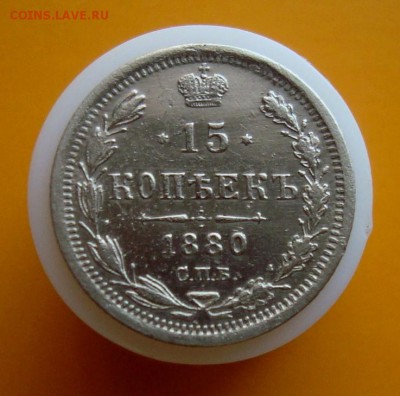 COINS.LAVE.RU
* 15 *
КОПѢЕКЪ
1880
С.П.Б.